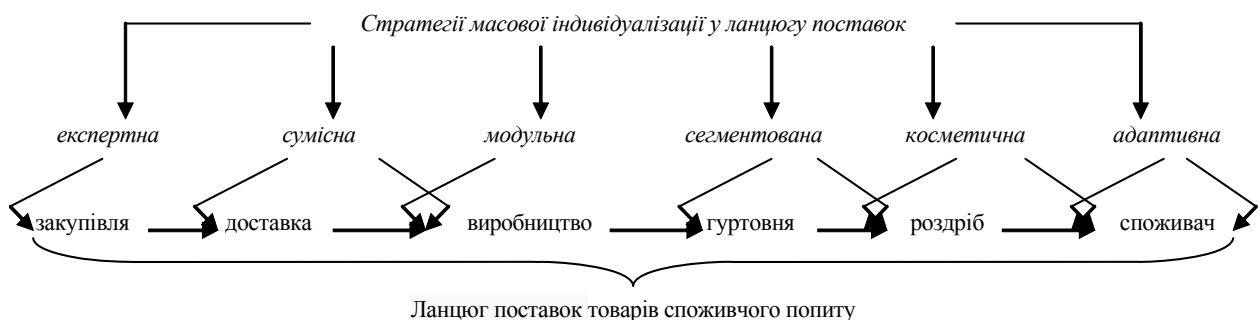 Стратегії масової індивідуалізації у ланцюгу поставок
експертна сумісна модульна сегментована косметична адаптивна
закупівля доставка виробництво гуртовня роздріб споживач
Ланцюг поставок товарів споживчого попиту